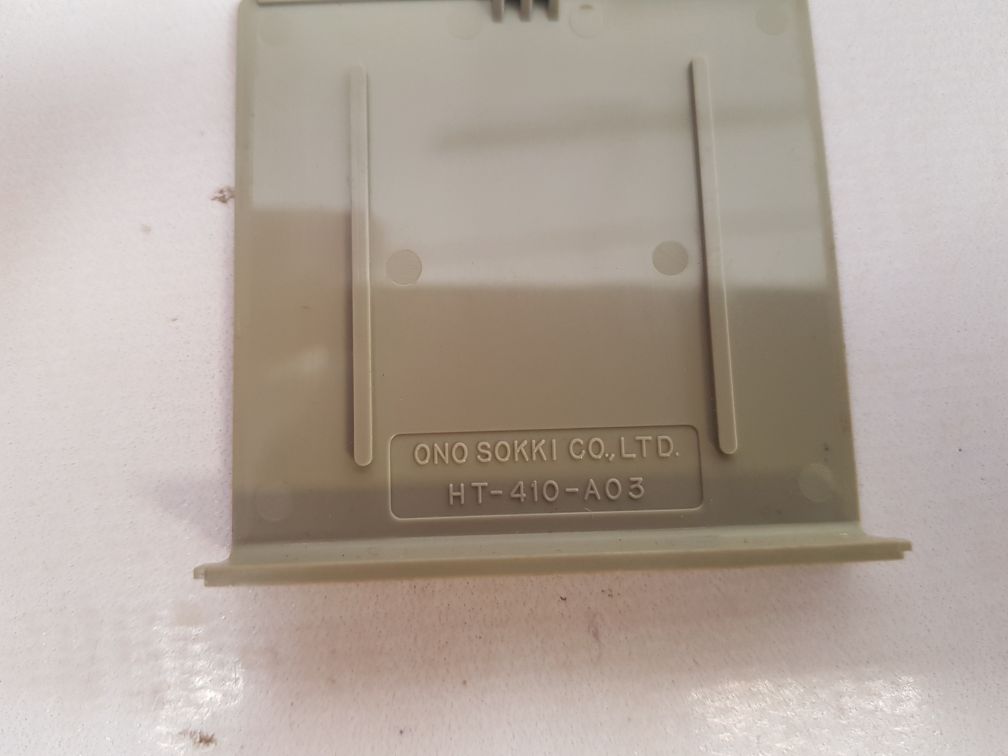 ONO SOKKI CO., LTD.
HT-410-A03